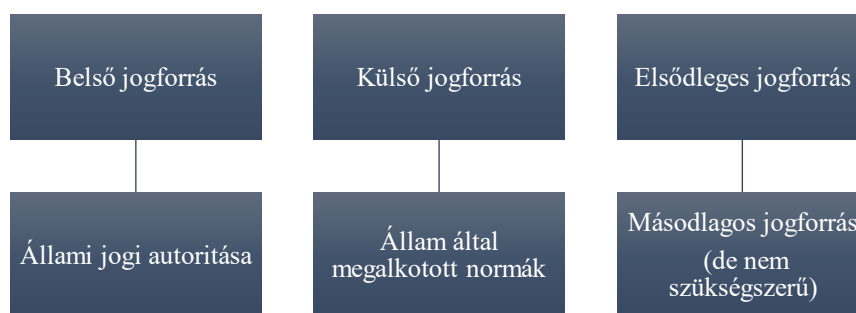 Belső jogforrás
Külső jogforrás
Elsődleges jogforrás
Állami jogi autoritása
Állam által
megalkotott normák
Másodlagos jogforrás
(de nem
szükségszerű)